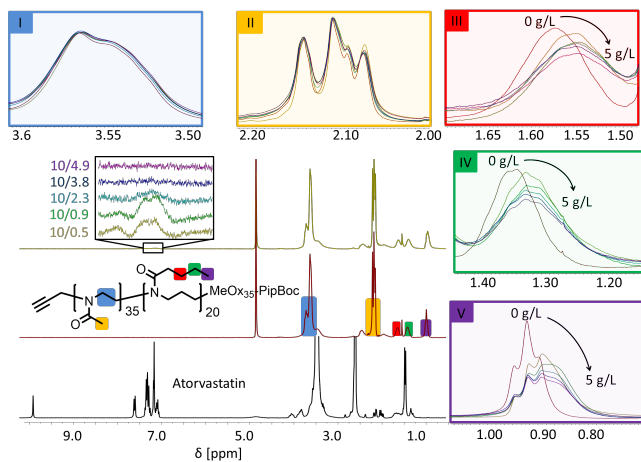 I
3.6 3.55 3.50
II
2.20 2.10 2.00
III
0 g/L
5 g/L
1.65 1.55 1.50
10/4.9
10/3.8
10/2.3
10/0.9
10/0.5
IV
0 g/L
5 g/L
1.40 1.30 1.20
O
N
35
O
N
20
MeOx35-PipBoc
O
V
0 g/L
5 g/L
1.00 0.90 0.80
Atorvastatin
9.0 7.0 5.0 3.0 1.0
δ [ppm]